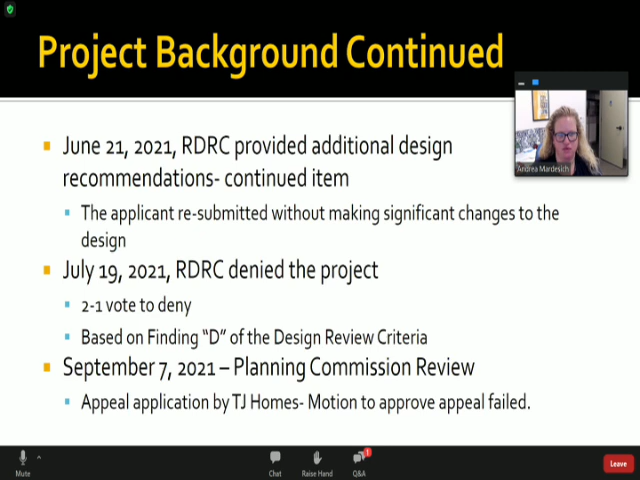 Project Background Continued
June 21, 2021, RDRC provided additional design
recommendations- continued item
The applicant re-submitted without making significant changes to the
design
July 19, 2021, RDRC denied the project
2-1 vote to deny
Based on Finding “D” of the Design Review Criteria
September 7, 2021 – Planning Commission Review
Appeal application by TJ Homes- Motion to approve appeal failed.
Andrea Mardesich
Mute
Chat
Raise Hand
Q&A
1
Leave